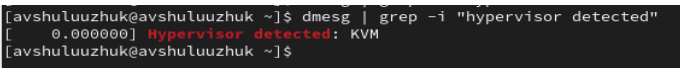 [avshuluuzhuk@avshuluuzhuk ~]$ dmesg | grep -i "hypervisor detected"
[    0.000000] Hypervisor detected: KVM
[avshuluuzhuk@avshuluuzhuk ~]$